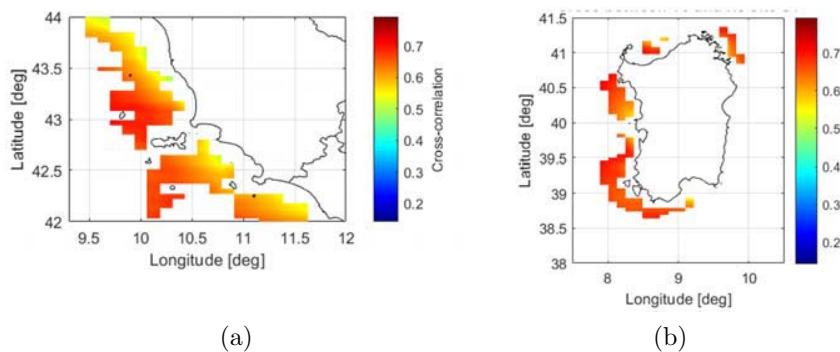 44
43.5
43
42.5
42
Latitude [deg]
9.5 10 10.5 11 11.5 12
Longitude [deg]
0.7
0.6
0.5
0.4
0.3
0.2
Cross-correlation
(a)
41.5
41
40.5
40
39.5
39
38.5
38
Latitude [deg]
8 9 10
Longitude [deg]
0.7
0.6
0.5
0.4
0.3
0.2
(b)